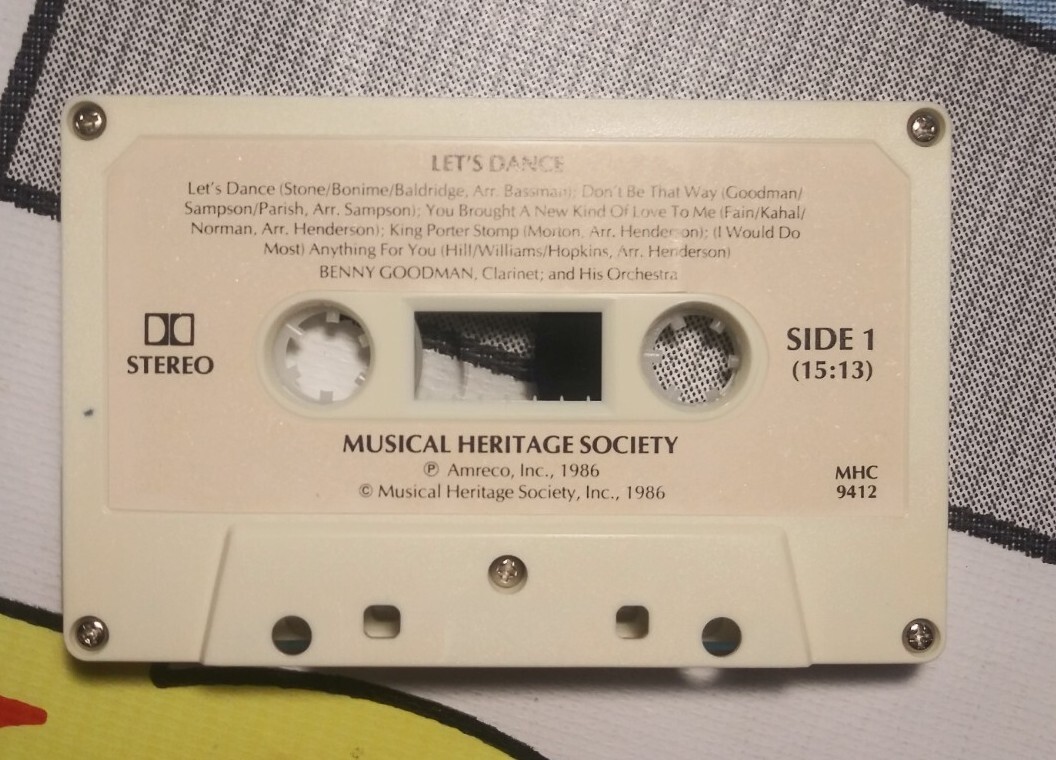 LET'S DANCE
Let's Dance (Stone/Bonime/Baldridge, Arr. Bassman); Don't Be That Way (Goodman/
Sampson/Parish, Arr. Sampson); You Brought A New Kind Of Love To Me (Fain/Kahal/
Norman, Arr. Henderson); King Porter Stomp (Morton, Arr. Henderson); (I Would Do
Most) Anything For You (Hill/Williams/Hopkins, Arr. Henderson)
BENNY GOODMAN, Clarinet; and His Orchestra
STEREO
SIDE 1
(15:13)
MUSICAL HERITAGE SOCIETY
℗ Amreco, Inc., 1986
© Musical Heritage Society, Inc., 1986
MHC
9412